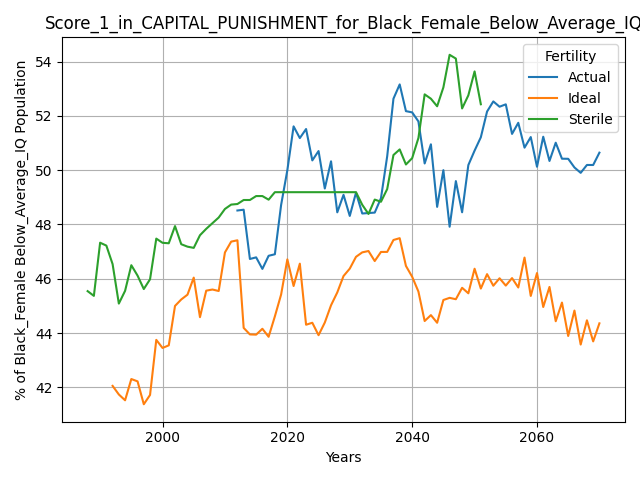 Score_1_in_CAPITAL_PUNISHMENT_for_Black_Female_Below_Average_IQ
% of Black_Female Below_Average_IQ Population
54
52
50
48
46
44
42
Fertility
Actual
Ideal
Sterile
2000
2020
2040
2060
Years